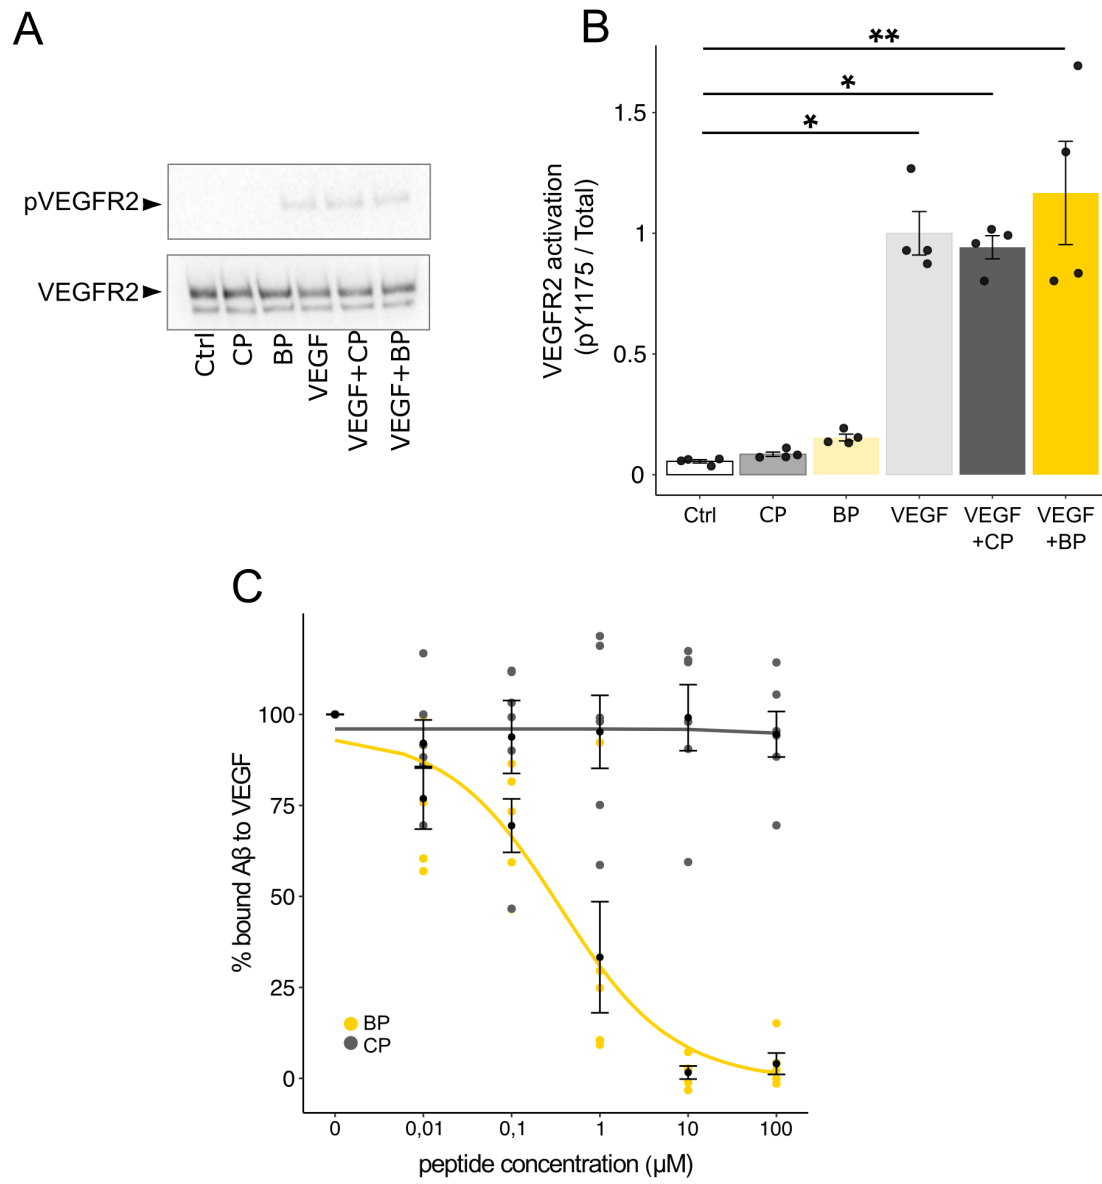 A
pVEGFR2
VEGFR2
Ctrl
CP
BP
VEGF
VEGF+CP
VEGF+BP
B
**
*
*
VEGFR2 activation
(pY1175 / Total)
1.5
1
0.5
0
Ctrl CP BP VEGF VEGF VEGF
+CP +BP
C
% bound Aβ to VEGF
100
75
50
25
0
BP
CP
0 0,01 0,1 1 10 100
peptide concentration (µM)